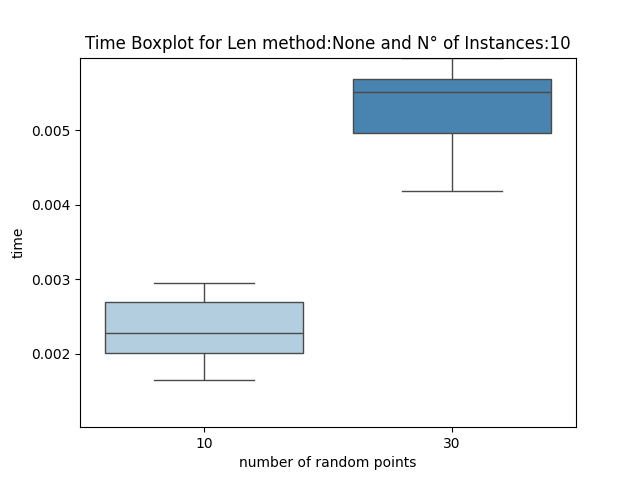 Time Boxplot for Len method:None and N° of Instances:10
0.005
0.004
0.003
0.002
time
10 30
number of random points